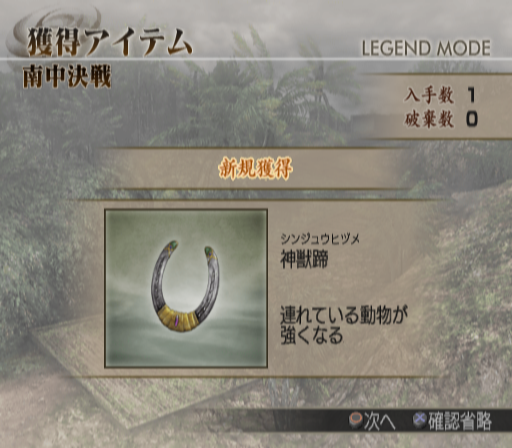 獲得アイテム
LEGEND MODE
南中決戦
入手数 1
破棄数 0
新規獲得
シンジュウヒヅメ
神獣蹄
連れている動物が
強くなる
次へ 確認省略